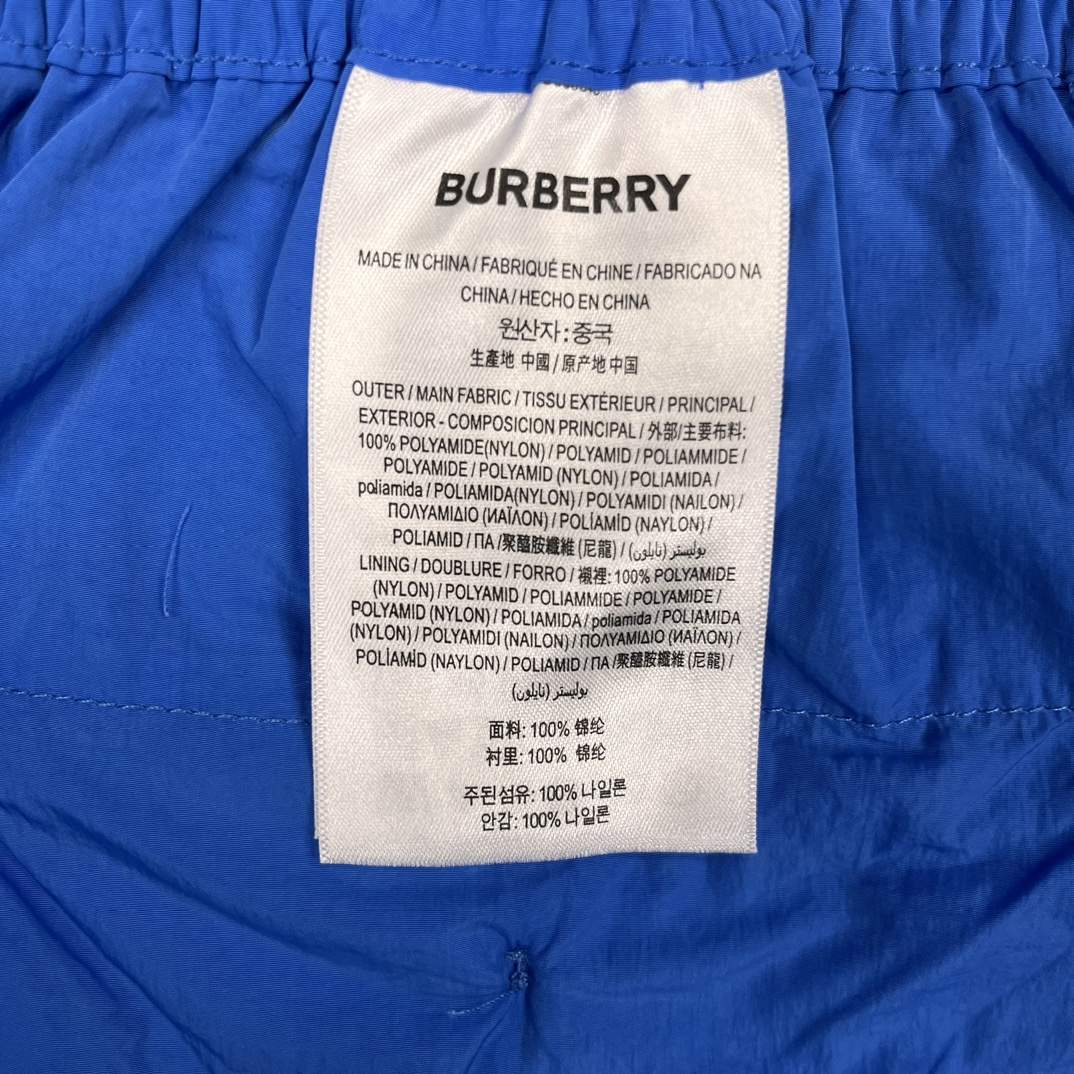 BURBERRY
MADE IN CHINA / FABRIQUÉ EN CHINE / FABRICADO NA
CHINA / HECHO EN CHINA
원산자 : 중국
生產地 中國 / 原产地 中国
OUTER / MAIN FABRIC / TISSU EXTÉRIEUR / PRINCIPAL /
EXTERIOR - COMPOSICION PRINCIPAL / 外部/主要布料:
100% POLYAMIDE(NYLON) / POLYAMID / POLIAMMIDE /
POLYAMIDE / POLYAMID (NYLON) / POLIAMIDA /
poliamida / POLIAMIDA(NYLON) / POLYAMIDI (NAILON) /
ΠΟΛΥΑΜΙΔΙΟ (ИАЇΛΟΝ) / POLİAMİD (NAYLON) /
POLIAMID / ПА /聚醯胺纖維 (尼龍) / بوليستر (نايلون)
LINING / DOUBLURE / FORRO / 襯裡: 100% POLYAMIDE
(NYLON) / POLYAMID / POLIAMMIDE / POLYAMIDE /
POLYAMID (NYLON) / POLIAMIDA / poliamida / POLIAMIDA
(NYLON) / POLYAMIDI (NAILON) / ΠΟΛΥΑΜΙΔΙΟ (ИАЇΛΟΝ) /
POLİAMİD (NAYLON) / POLIAMID / ПА /聚醯胺纖維 (尼龍) /
بوليستر (نايلون)
面料: 100% 锦纶
衬里: 100% 锦纶
주된섬유: 100% 나일론
안감: 100% 나일론